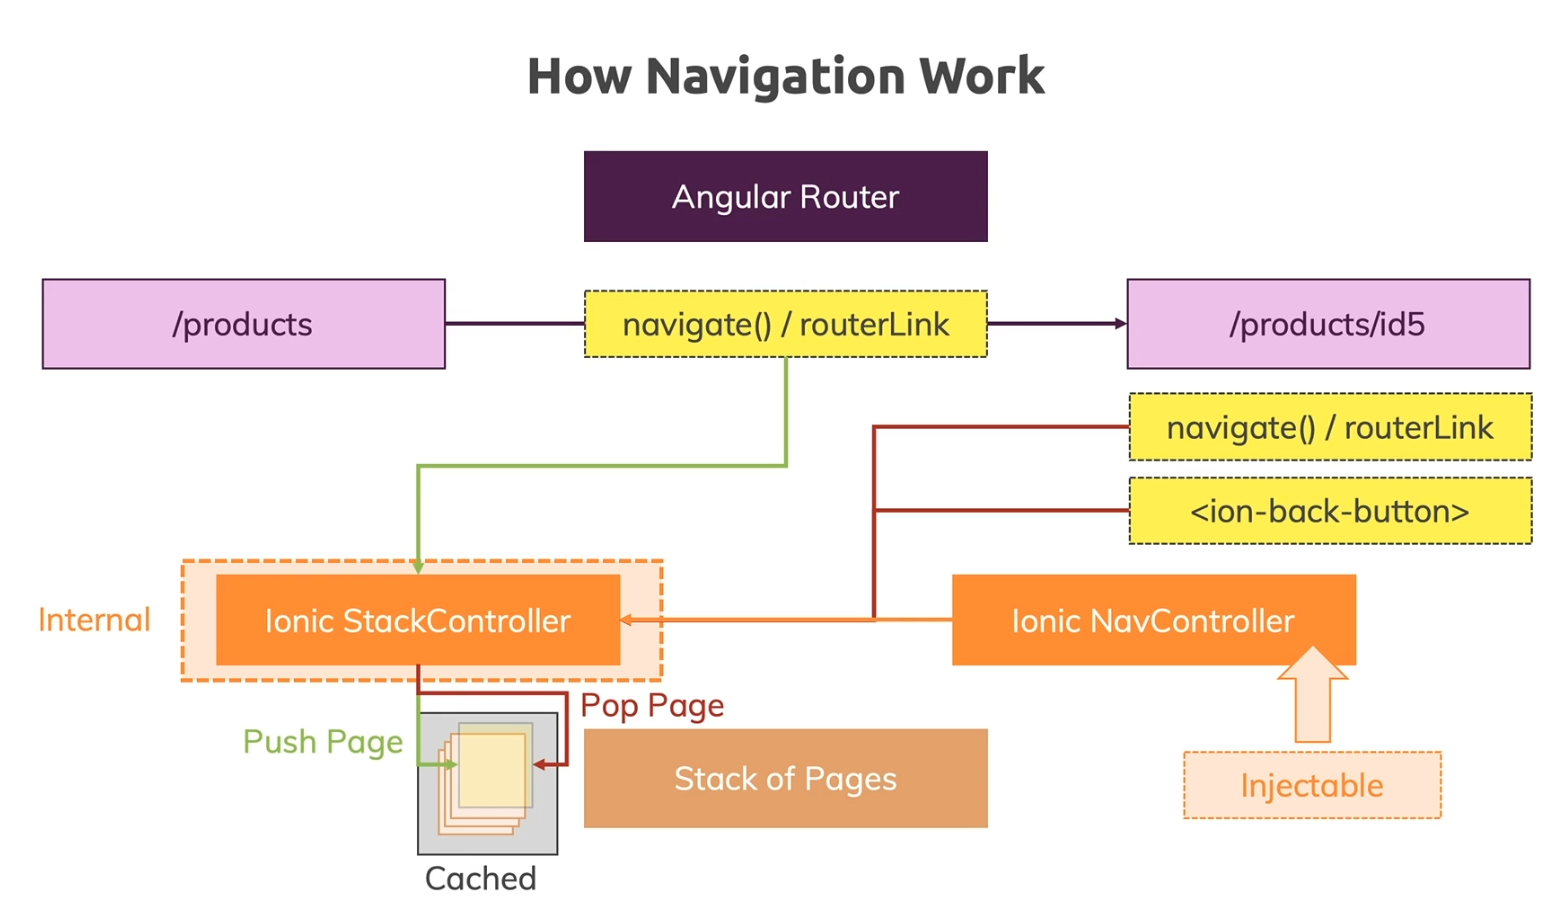 How Navigation Work
Angular Router
/products
navigate() / routerLink
/products/id5
navigate() / routerLink
<ion-back-button>
Internal
Ionic StackController
Ionic NavController
Pop Page
Push Page
Stack of Pages
Injectable
Cached